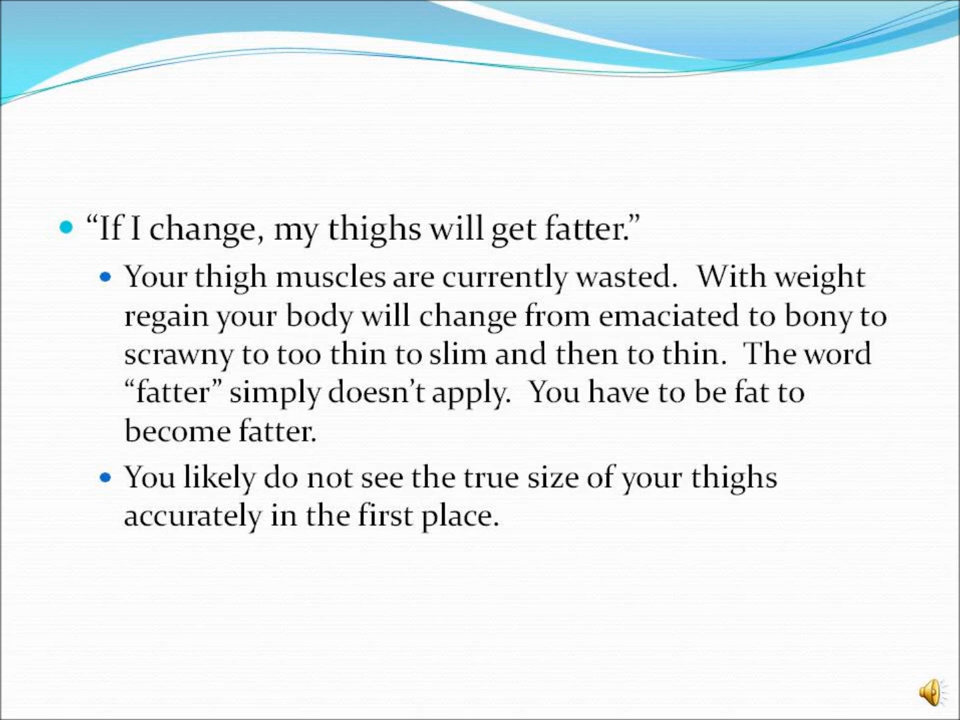 “If I change, my thighs will get fatter.”
Your thigh muscles are currently wasted. With weight
regain your body will change from emaciated to bony to
scrawny to too thin to slim and then to thin. The word
“fatter” simply doesn’t apply. You have to be fat to
become fatter.
You likely do not see the true size of your thighs
accurately in the first place.